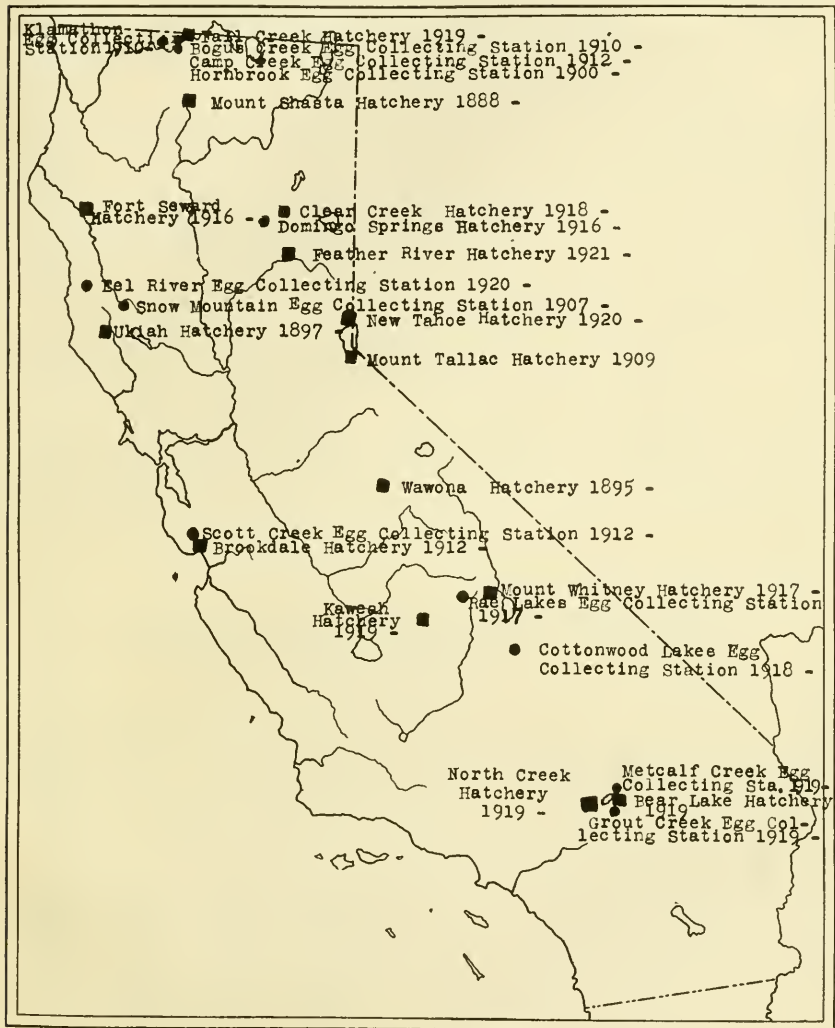 Klamathon
Egg Collecti
Station 1910
Fall Creek Hatchery 1919 -
Bogus Creek Egg Collecting Station 1910 -
Camp Creek Egg Collecting Station 1912 -
Hornbrook Egg Collecting Station 1900 -
Mount Shasta Hatchery 1888 -
Fort Seward
Hatchery 1916 -
Clear Creek Hatchery 1918 -
Domingo Springs Hatchery 1916 -
Feather River Hatchery 1921 -
Eel River Egg Collecting Station 1920 -
Snow Mountain Egg Collecting Station 1907 -
Ukiah Hatchery 1897 -
New Tahoe Hatchery 1920 -
Mount Tallac Hatchery 1909
Wawona Hatchery 1895 -
Scott Creek Egg Collecting Station 1912 -
Brookdale Hatchery 1912 -
Mount Whitney Hatchery 1917 -
Rae Lakes Egg Collecting Station
1917 -
Kaweah
Hatchery
1919 -
Cottonwood Lakes Egg
Collecting Station 1918 -
North Creek
Hatchery
1919 -
Metcalf Creek Egg
Collecting Sta. 1919-
Bear Lake Hatchery
1919
Grout Creek Egg Col-
lecting Station 1919-